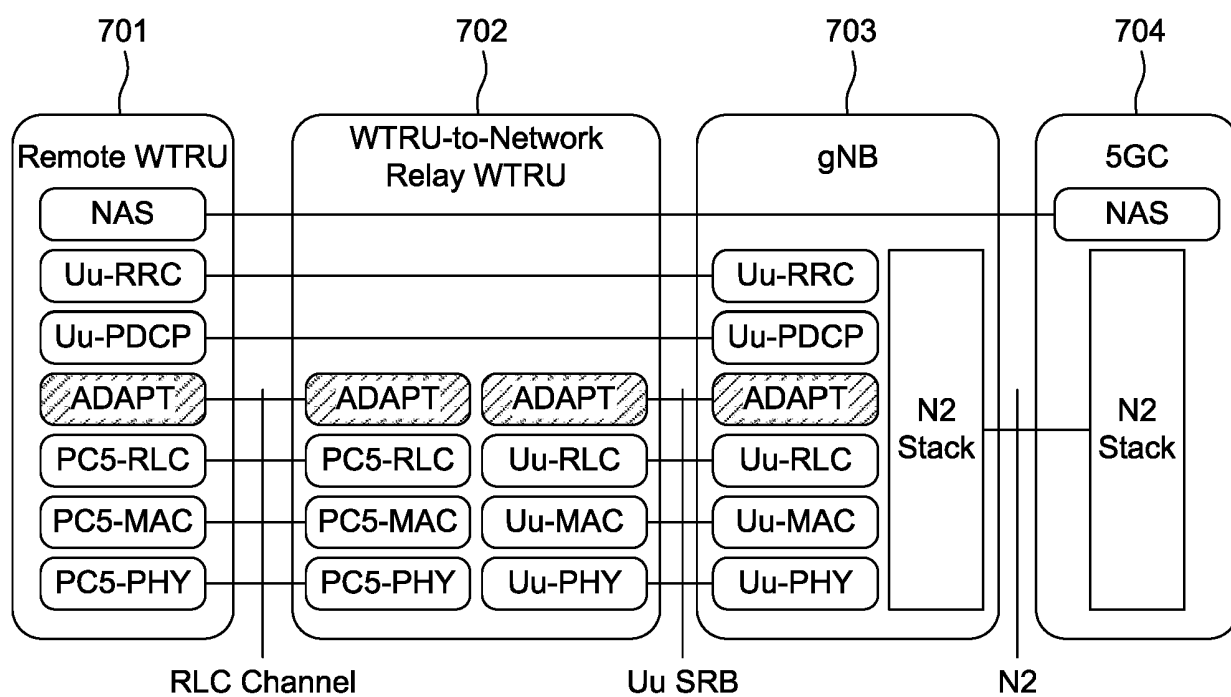 701 702 703 704
Remote WTRU
WTRU-to-Network
Relay WTRU
gNB
5GC
NAS NAS
Uu-RRC Uu-RRC
Uu-PDCP Uu-PDCP
ADAPT ADAPT ADAPT ADAPT
PC5-RLC PC5-RLC Uu-RLC Uu-RLC
PC5-MAC PC5-MAC Uu-MAC Uu-MAC
PC5-PHY PC5-PHY Uu-PHY Uu-PHY
N2
Stack
N2
Stack
RLC Channel Uu SRB N2